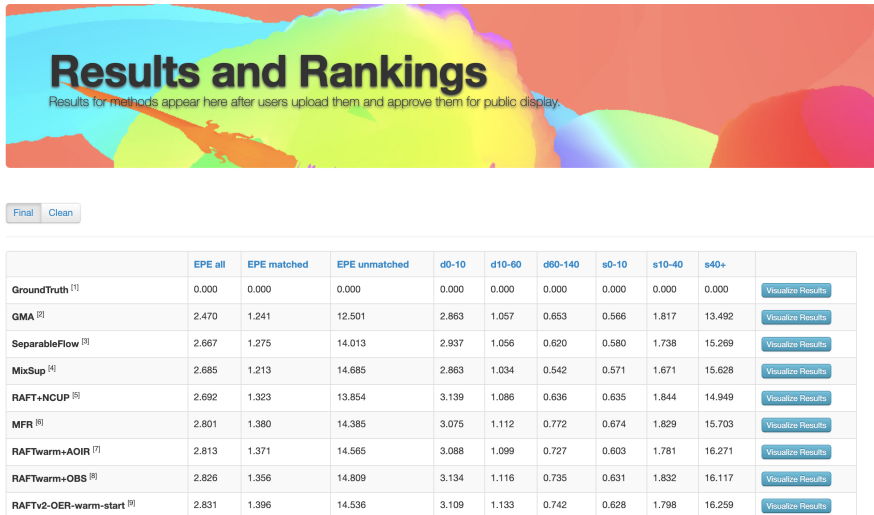 Results and Rankings
Results for methods appear here after users upload them and approve them for public display.
Final Clean
EPE all EPE matched EPE unmatched d0-10 d10-60 d60-140 s0-10 s10-40 s40+
GroundTruth [1] 0.000 0.000 0.000 0.000 0.000 0.000 0.000 0.000 0.000 Visualize Results
GMA [2] 2.470 1.241 12.501 2.863 1.057 0.653 0.566 1.817 13.492 Visualize Results
SeparableFlow [3] 2.667 1.275 14.013 2.937 1.056 0.620 0.580 1.738 15.269 Visualize Results
MixSup [4] 2.685 1.213 14.685 2.863 1.034 0.542 0.571 1.671 15.628 Visualize Results
RAFT+NCUP [5] 2.692 1.323 13.854 3.139 1.086 0.636 0.635 1.844 14.949 Visualize Results
MFR [6] 2.801 1.380 14.385 3.075 1.112 0.772 0.674 1.829 15.703 Visualize Results
RAFTwarm+AOIR [7] 2.813 1.371 14.565 3.088 1.099 0.727 0.603 1.781 16.271 Visualize Results
RAFTwarm+OBS [8] 2.826 1.356 14.809 3.134 1.116 0.735 0.631 1.832 16.117 Visualize Results
RAFTv2-OER-warm-start [9] 2.831 1.396 14.536 3.109 1.133 0.742 0.628 1.798 16.259 Visualize Results